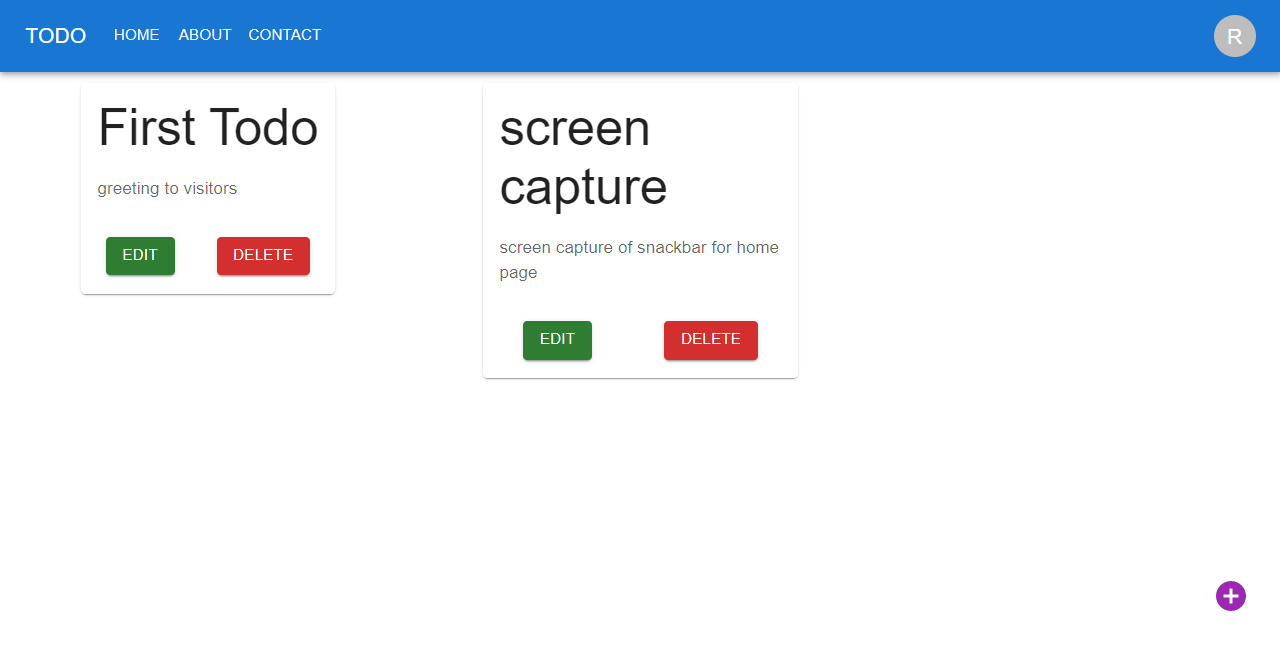 TODO HOME ABOUT CONTACT R
First Todo
greeting to visitors
EDIT DELETE
screen
capture
screen capture of snackbar for home
page
EDIT DELETE